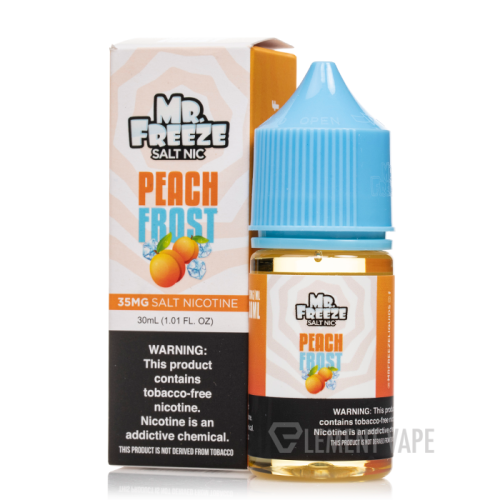 MR.
FREEZE
SALT NIC
PEACH
FROST
35MG SALT NICOTINE
30mL (1.01 FL. OZ)
WARNING:
This product
contains
tobacco-free
nicotine.
Nicotine is an
addictive chemical.
THIS PRODUCT IS NOT DERIVED FROM TOBACCO
OPEN
MR.
FREEZE
SALT NIC
PEACH
FROST
WARNING: This product
contains tobacco-free
Nicotine is an addictive
THIS PRODUCT IS NOT DERIVED FROM
ELEMENT VAPE